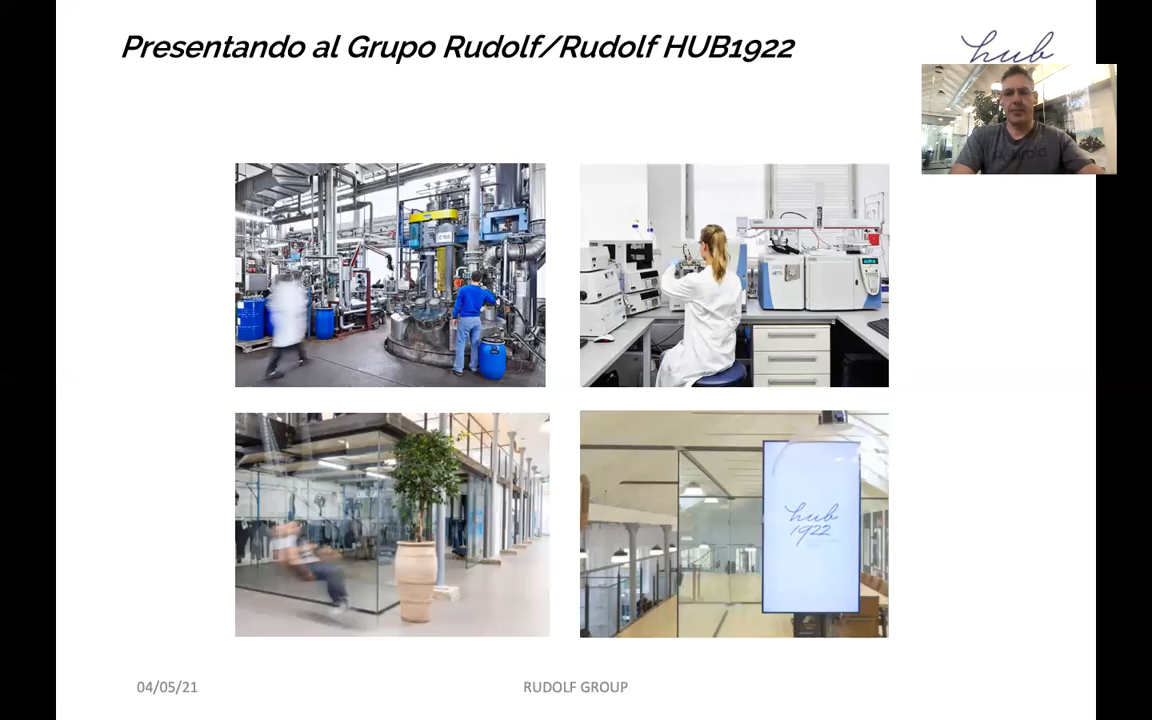 Presentando al Grupo Rudolf/Rudolf HUB1922
hub
hub
1922
04/05/21
RUDOLF GROUP